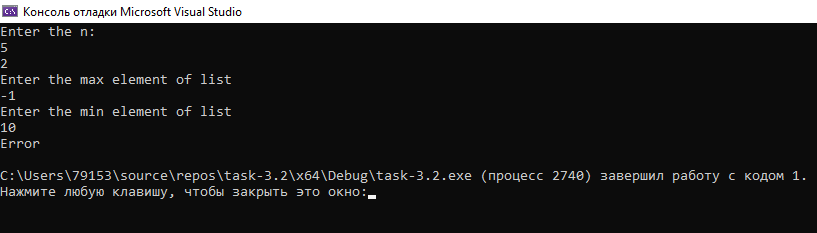 Консоль отладки Microsoft Visual Studio
Enter the n:
5
2
Enter the max element of list
-1
Enter the min element of list
10
Error
C:\Users\79153\source\repos\task-3.2\x64\Debug\task-3.2.exe (процесс 2740) завершил работу с кодом 1.
Нажмите любую клавишу, чтобы закрыть это окно: